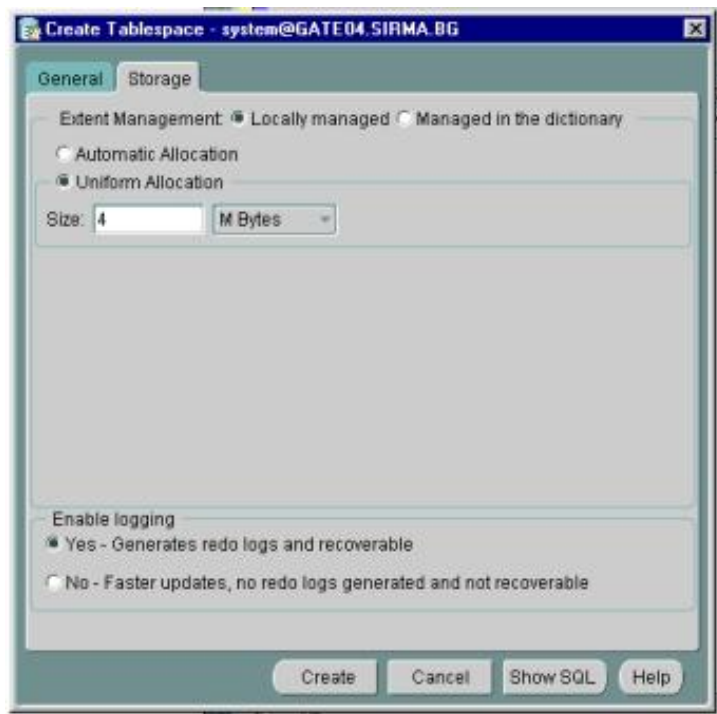 Create Tablespace - system@GATE04.SIRMA.BG
General Storage
Extent Management: Locally managed Managed in the dictionary
Automatic Allocation
Uniform Allocation
Size: 4 M Bytes
Enable logging
Yes - Generates redo logs and recoverable
No - Faster updates, no redo logs generated and not recoverable
Create Cancel Show SQL Help